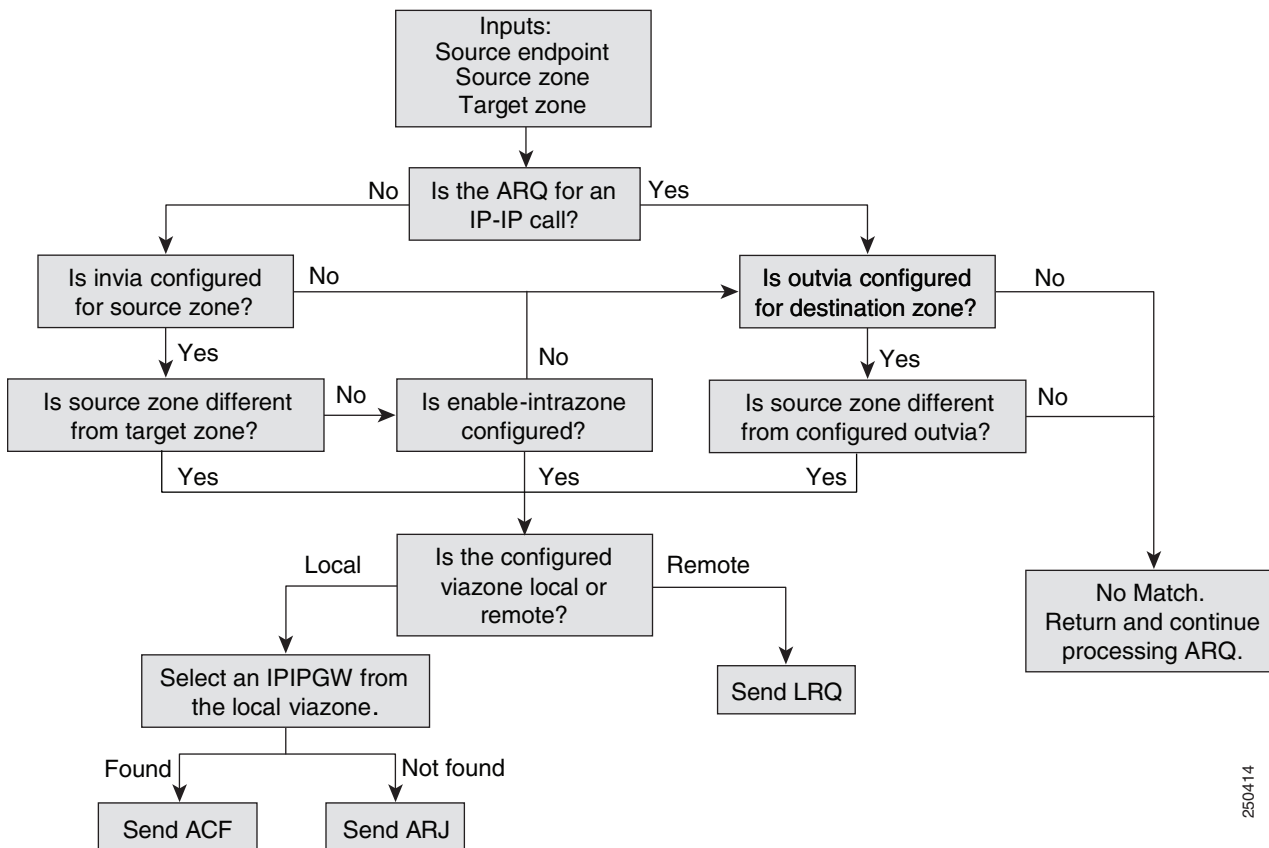 Inputs:
Source endpoint
Source zone
Target zone
No
Is the ARQ for an
IP-IP call?
Yes
Is invia configured
for source zone?
No
Is outvia configured
for destination zone?
No
Yes
No
Yes
Is source zone different
from target zone?
No
Is enable-intrazone
configured?
Is source zone different
from configured outvia?
No
Yes
Yes
Yes
Local
Is the configured
viazone local or
remote?
Remote
No Match.
Return and continue
processing ARQ.
Select an IPIPGW from
the local viazone.
Send LRQ
Found
Not found
Send ACF
Send ARJ
250414